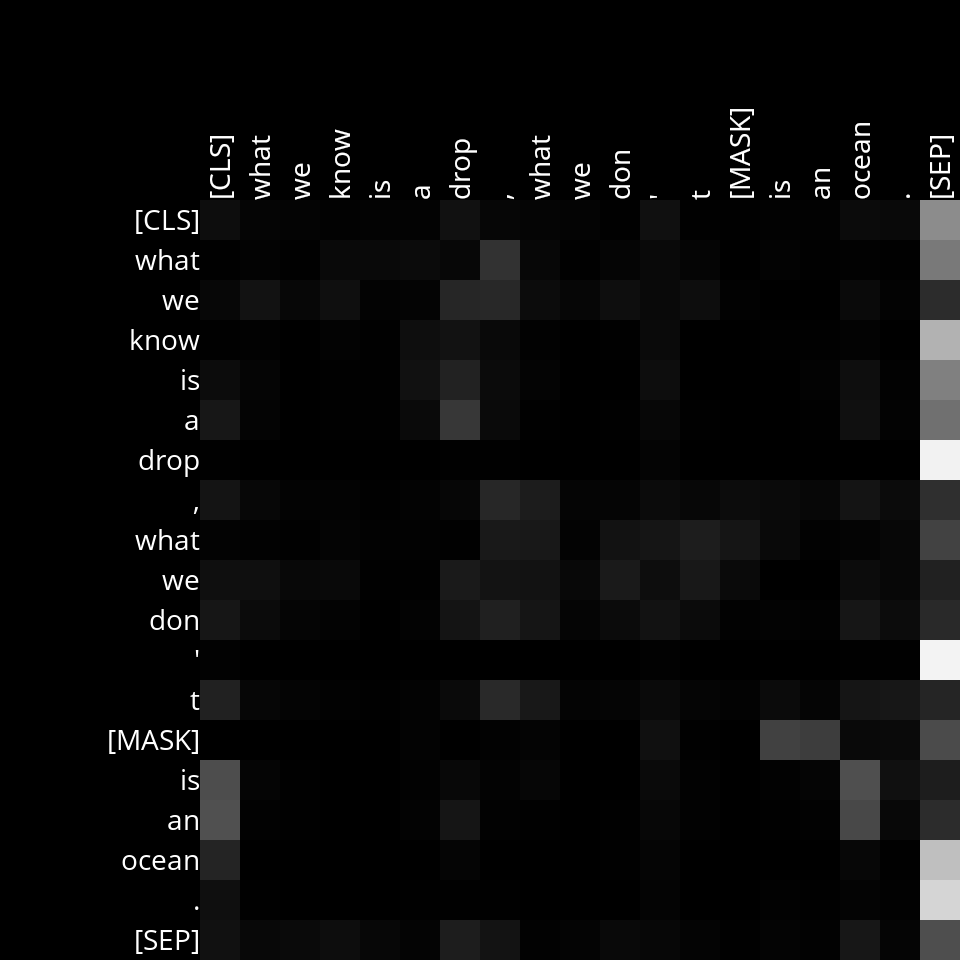 [CLS] what we know is a drop , what we don ' t [MASK] is an ocean . [SEP]
[CLS]
what
we
know
is
a
drop
,
what
we
don
'
t
[MASK]
is
an
ocean
.
[SEP]